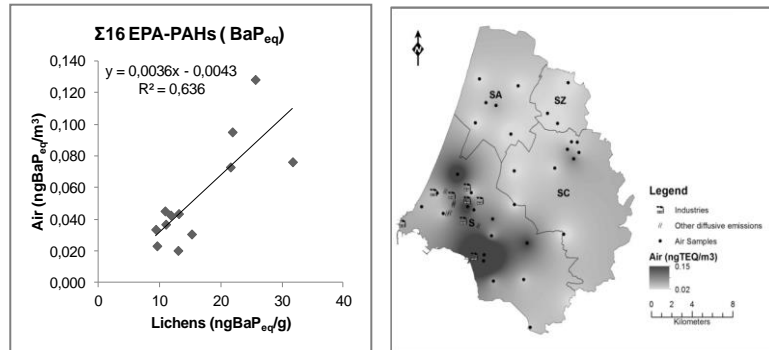 Σ16 EPA-PAHs ( BaPeq)
y = 0,0036x - 0,0043
R² = 0,636
Air (ngBaPeq/m³)
0,140
0,120
0,100
0,080
0,060
0,040
0,020
0,000
0 10 20 30 40
Lichens (ngBaPeq/g)
N
SA
SZ
SC
S
Legend
Industries
Other diffusive emissions
Air Samples
Air (ngTEQ/m3)
0.15
0.02
0 2 4 8
Kilometers